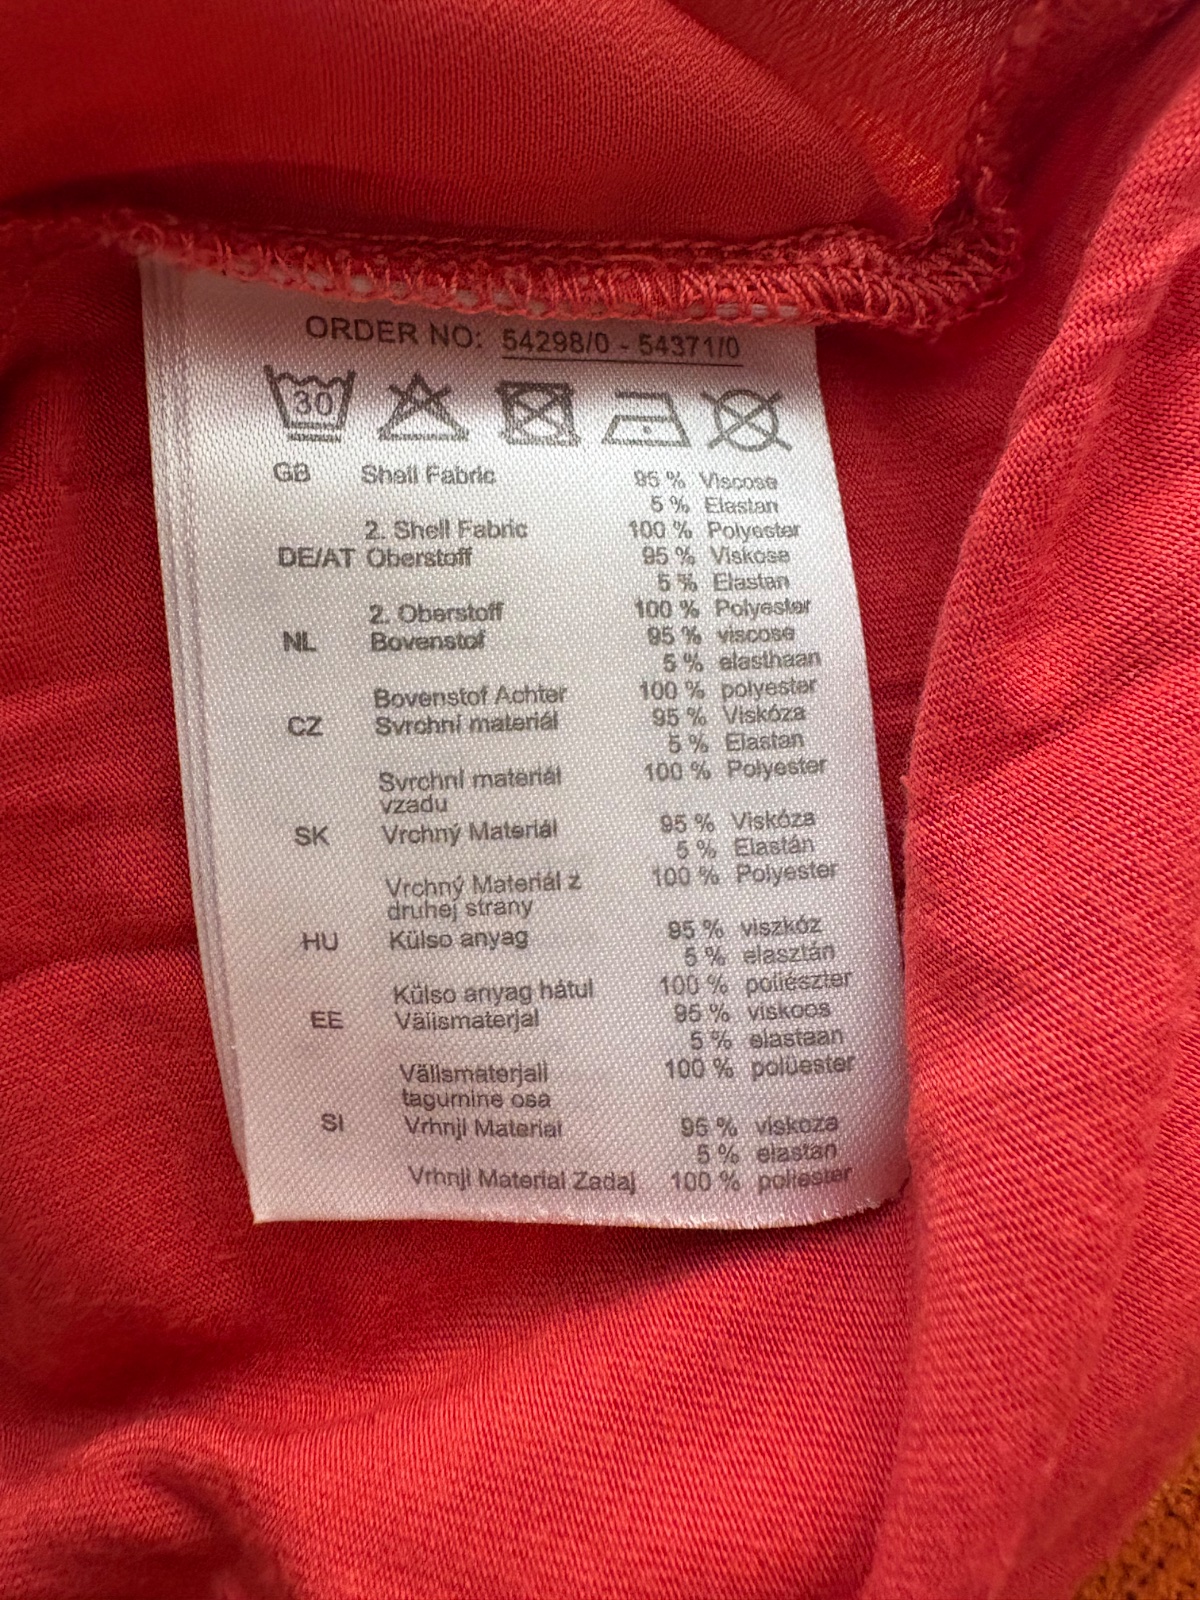 ORDER NO: 54298/0 - 54371/0
30
GB Shell Fabric 95 % Viscose
5 % Elastan
2. Shell Fabric 100 % Polyester
DE/AT Oberstoff 95 % Viskose
5 % Elastan
2. Oberstoff 100 % Polyester
NL Bovenstof 95 % viscose
5 % elasthaan
Bovenstof Achter 100 % polyester
CZ Svrchní materiál 95 % Viskóza
5 % Elastan
Svrchní materiál 100 % Polyester
vzadu
SK Vrchný Materiál 95 % Viskóza
5 % Elastán
Vrchný Materiál z 100 % Polyester
druhej strany
HU Külso anyag 95 % viszkóz
5 % elasztán
Külso anyag hátul 100 % poliészter
EE Välismaterjal 95 % viskoos
5 % elastaan
Välismaterjali 100 % polüester
tagumine osa
SI Vrhnji Material 95 % viskoza
5 % elastan
Vrhnji Material Zadaj 100 % poliester